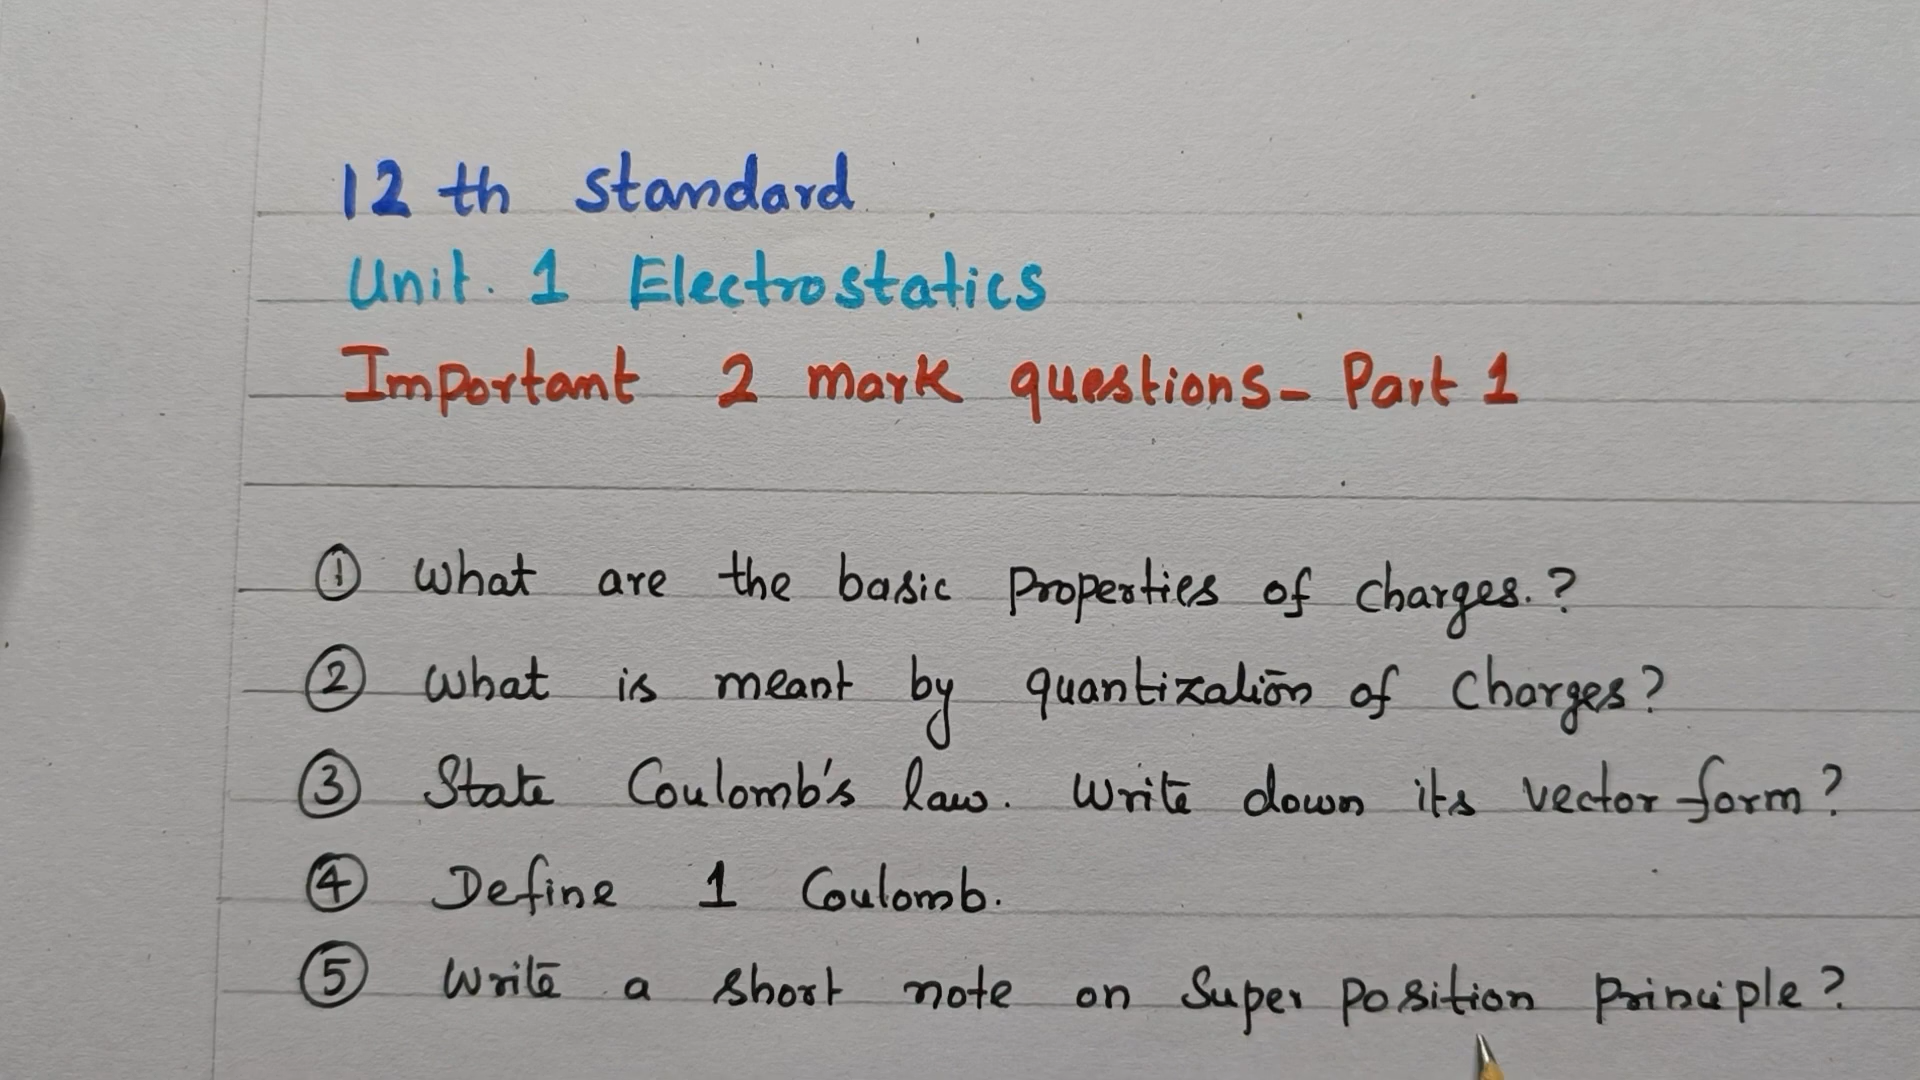 12 th standard
Unit. 1 Electrostatics
Important 2 mark questions - Part 1
① What are the basic Properties of charges.?
② What is meant by quantization of Charges?
③ State Coulomb's law. Write down its vector form?
④ Define 1 Coulomb.
⑤ Write a short note on Super position principle?